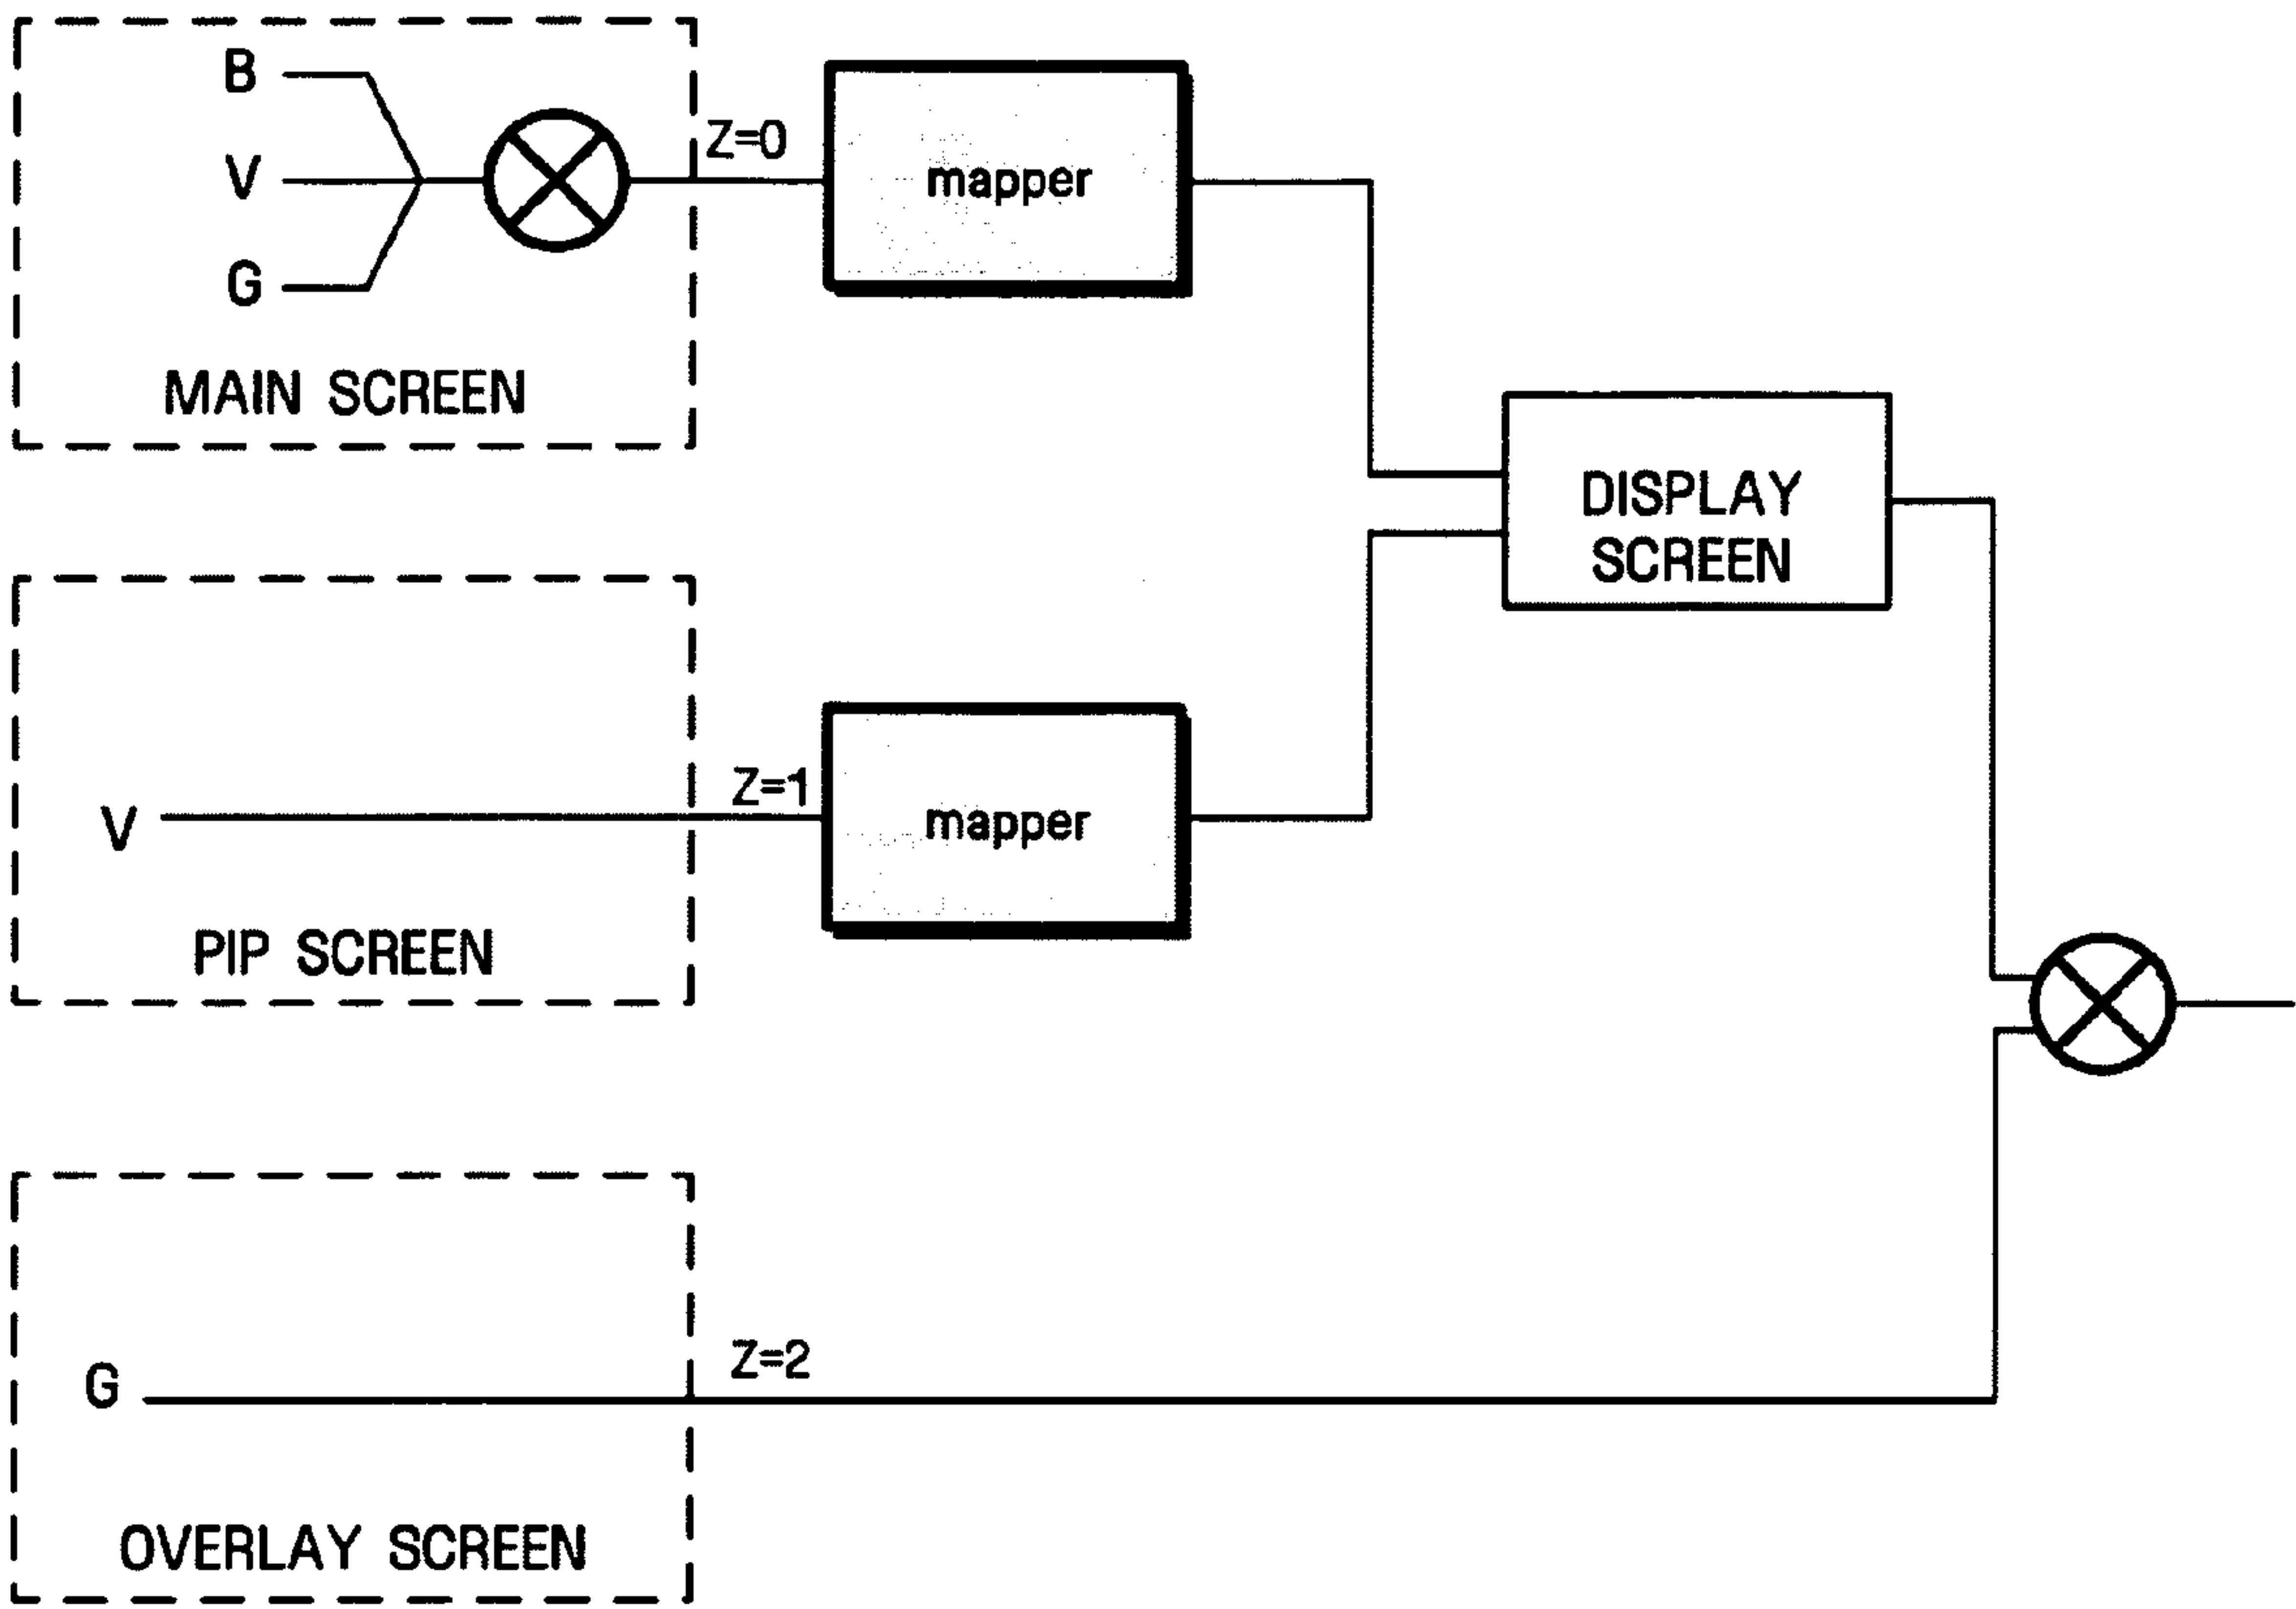 B
V
G
MAIN SCREEN
Z=0
mapper
DISPLAY
SCREEN
V
PIP SCREEN
Z=1
mapper
G
OVERLAY SCREEN
Z=2